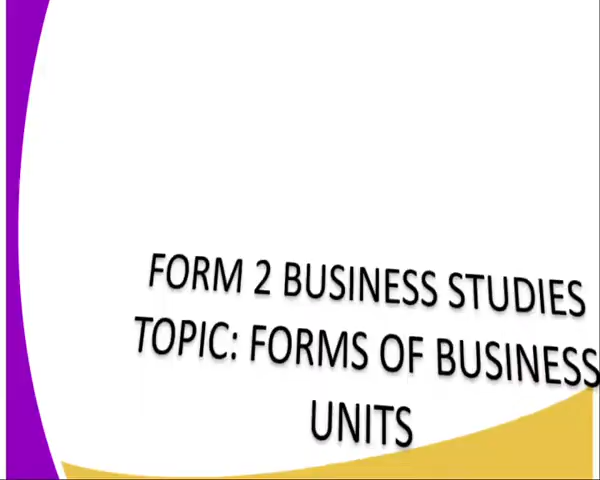 FORM 2 BUSINESS STUDIES
TOPIC: FORMS OF BUSINESS
UNITS